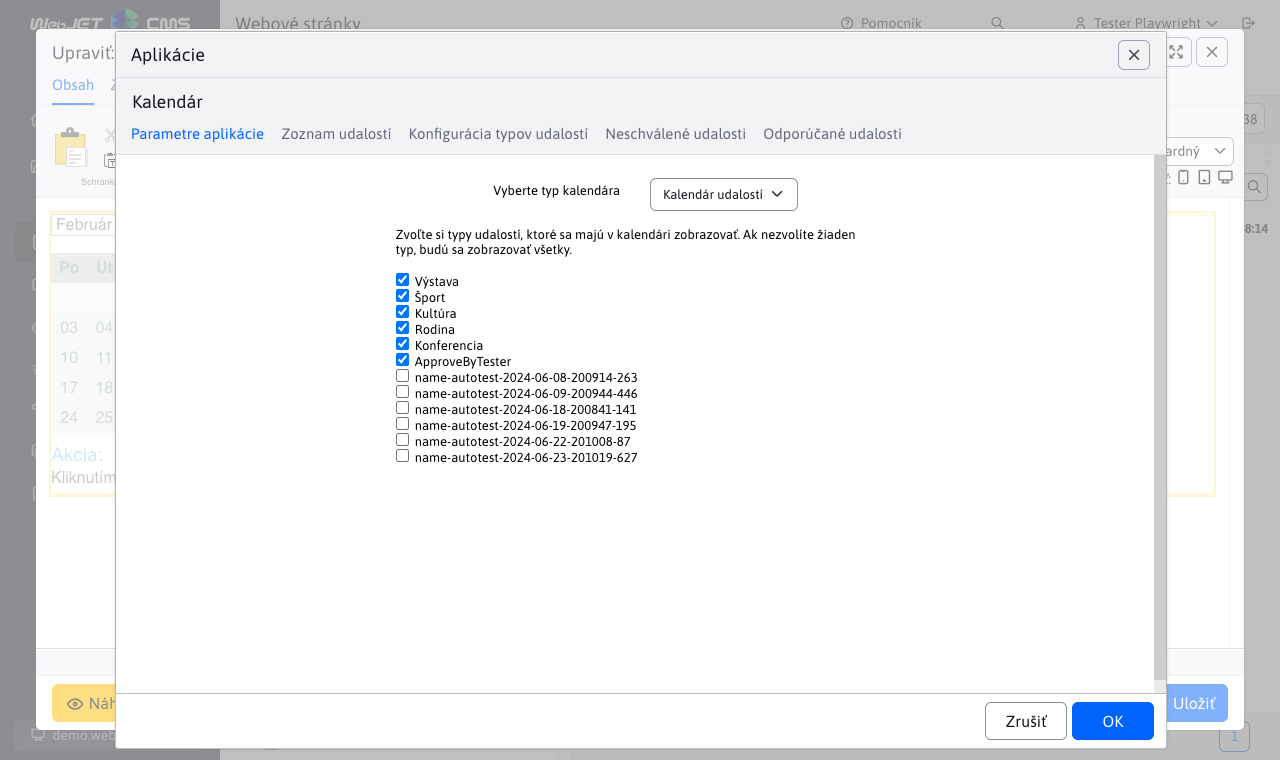 WebJET CMS
Webové stránky
Pomocník
Tester Playwright
Upraviť:
Aplikácie
Obsah
Kalendár
Parametre aplikácie
Zoznam udalostí
Konfigurácia typov udalostí
Neschválené udalosti
Odporúčané udalosti
38
Schránka
Vyberte typ kalendára
Kalendár udalostí
Február
8:14
Zvoľte si typy udalostí, ktoré sa majú v kalendári zobrazovať. Ak nezvolíte žiaden
typ, budú sa zobrazovať všetky.
Po Ut
Výstava
Šport
Kultúra
Rodina
Konferencia
ApproveByTester
name-autotest-2024-06-08-200914-263
name-autotest-2024-06-09-200944-446
name-autotest-2024-06-18-200841-141
name-autotest-2024-06-19-200947-195
name-autotest-2024-06-22-201008-87
name-autotest-2024-06-23-201019-627
03 04
10 11
17 18
24 25
Akcia:
Kliknutím
Uložiť
Zrušiť
OK
demo.web
1